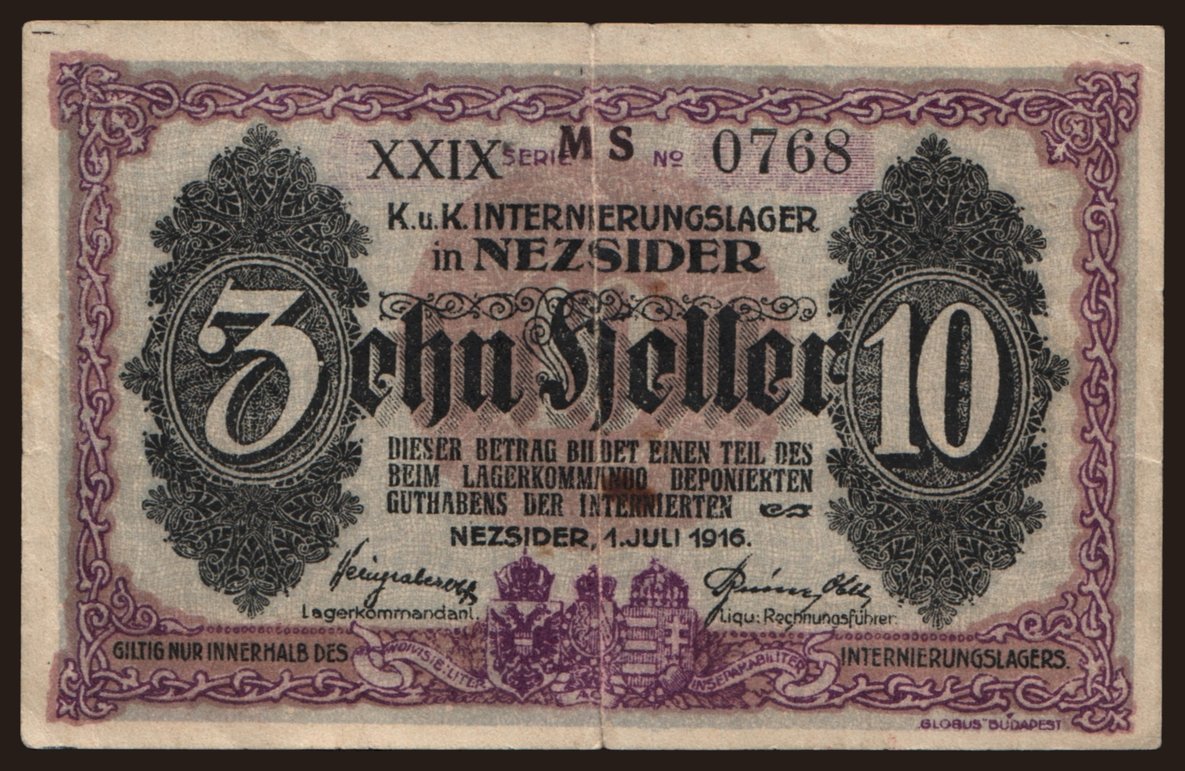 XXIX SERIE MS No 0768
K. u. K. INTERNIERUNGSLAGER
in NEZSIDER
Zehn Heller 10
DIESER BETRAG BILDET EINEN TEIL DES
BEIM LAGERKOMMANDO DEPONIERTEN
GUTHABENS DER INTERNIERTEN
NEZSIDER, 1. JULI 1916.
Lagerkommandant. Liqu: Rechnungsführer.
GILTIG NUR INNERHALB DES INTERNIERUNGSLAGERS.
INDIVISIBILITER AC INSEPARABILITER
"GLOBUS" BUDAPEST